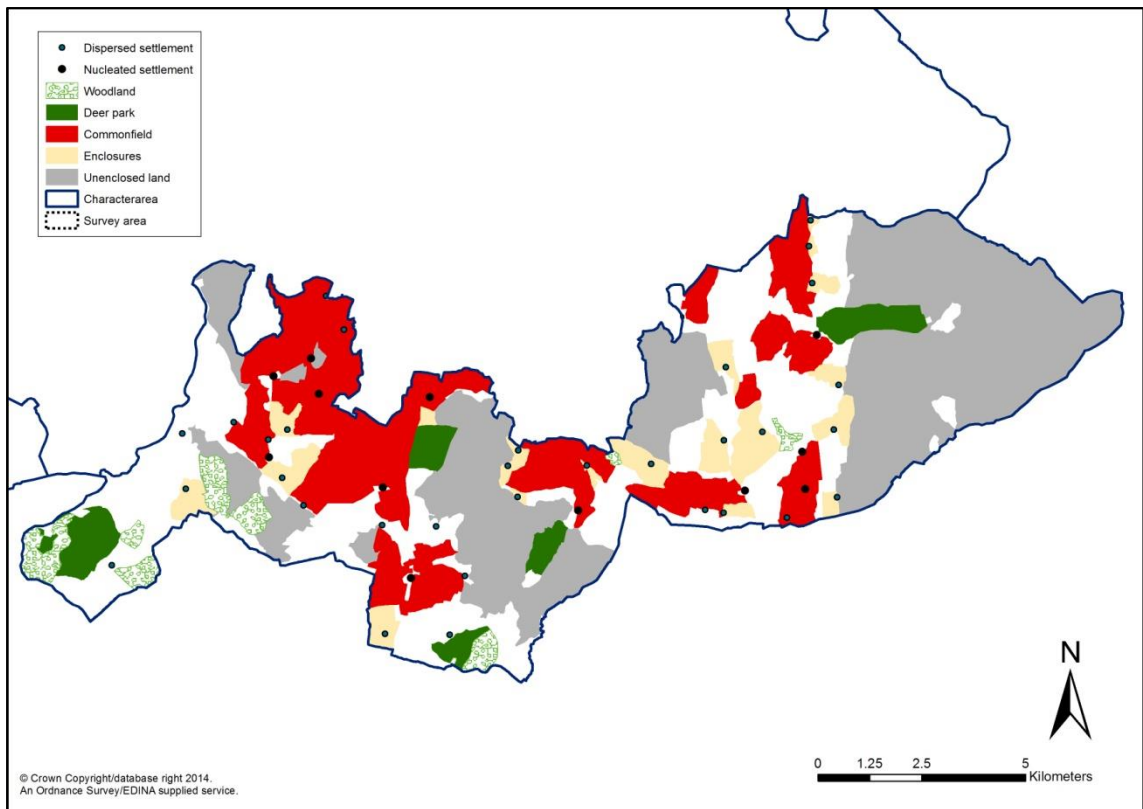 Dispersed settlement
Nucleated settlement
Woodland
Deer park
Commonfield
Enclosures
Unenclosed land
Characterarea
Survey area
N
0 1.25 2.5 5
Kilometers
© Crown Copyright/database right 2014.
An Ordnance Survey/EDINA supplied service.